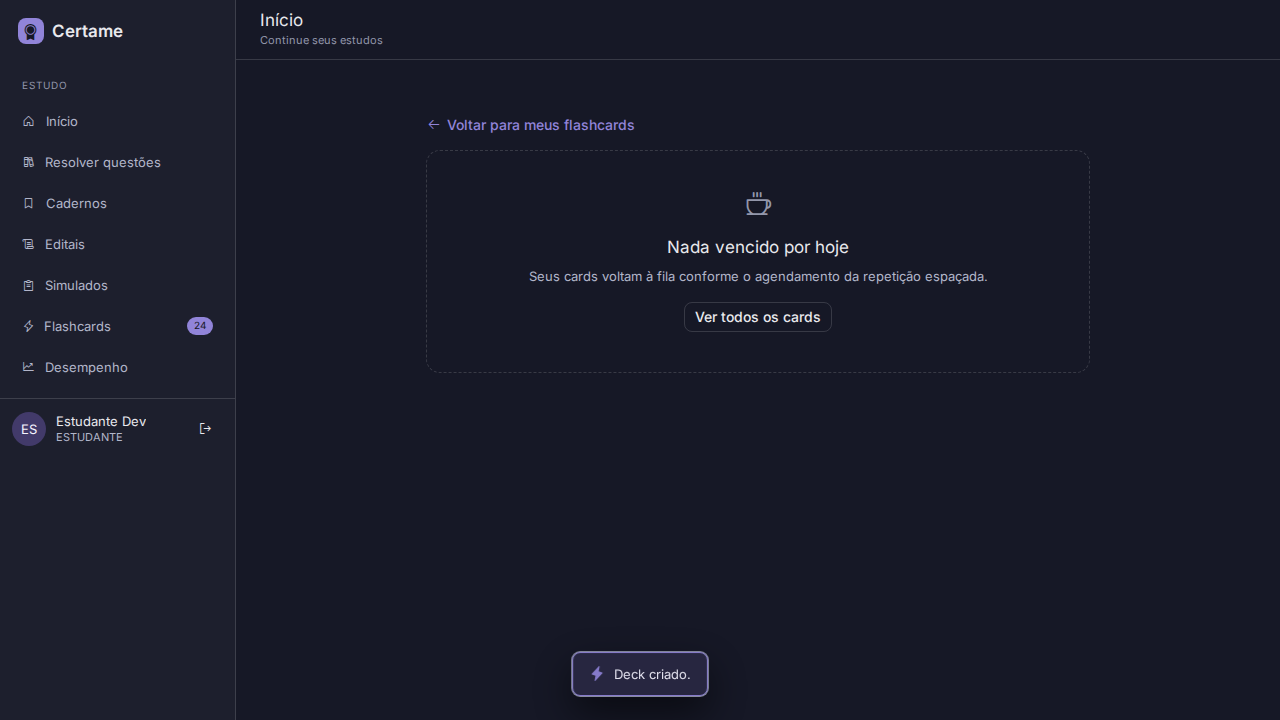 Certame
ESTUDO
Início
Resolver questões
Cadernos
Editais
Simulados
Flashcards 24
Desempenho
ES
Estudante Dev
ESTUDANTE
Início
Continue seus estudos
Voltar para meus flashcards
Nada vencido por hoje
Seus cards voltam à fila conforme o agendamento da repetição espaçada.
Ver todos os cards
Deck criado.